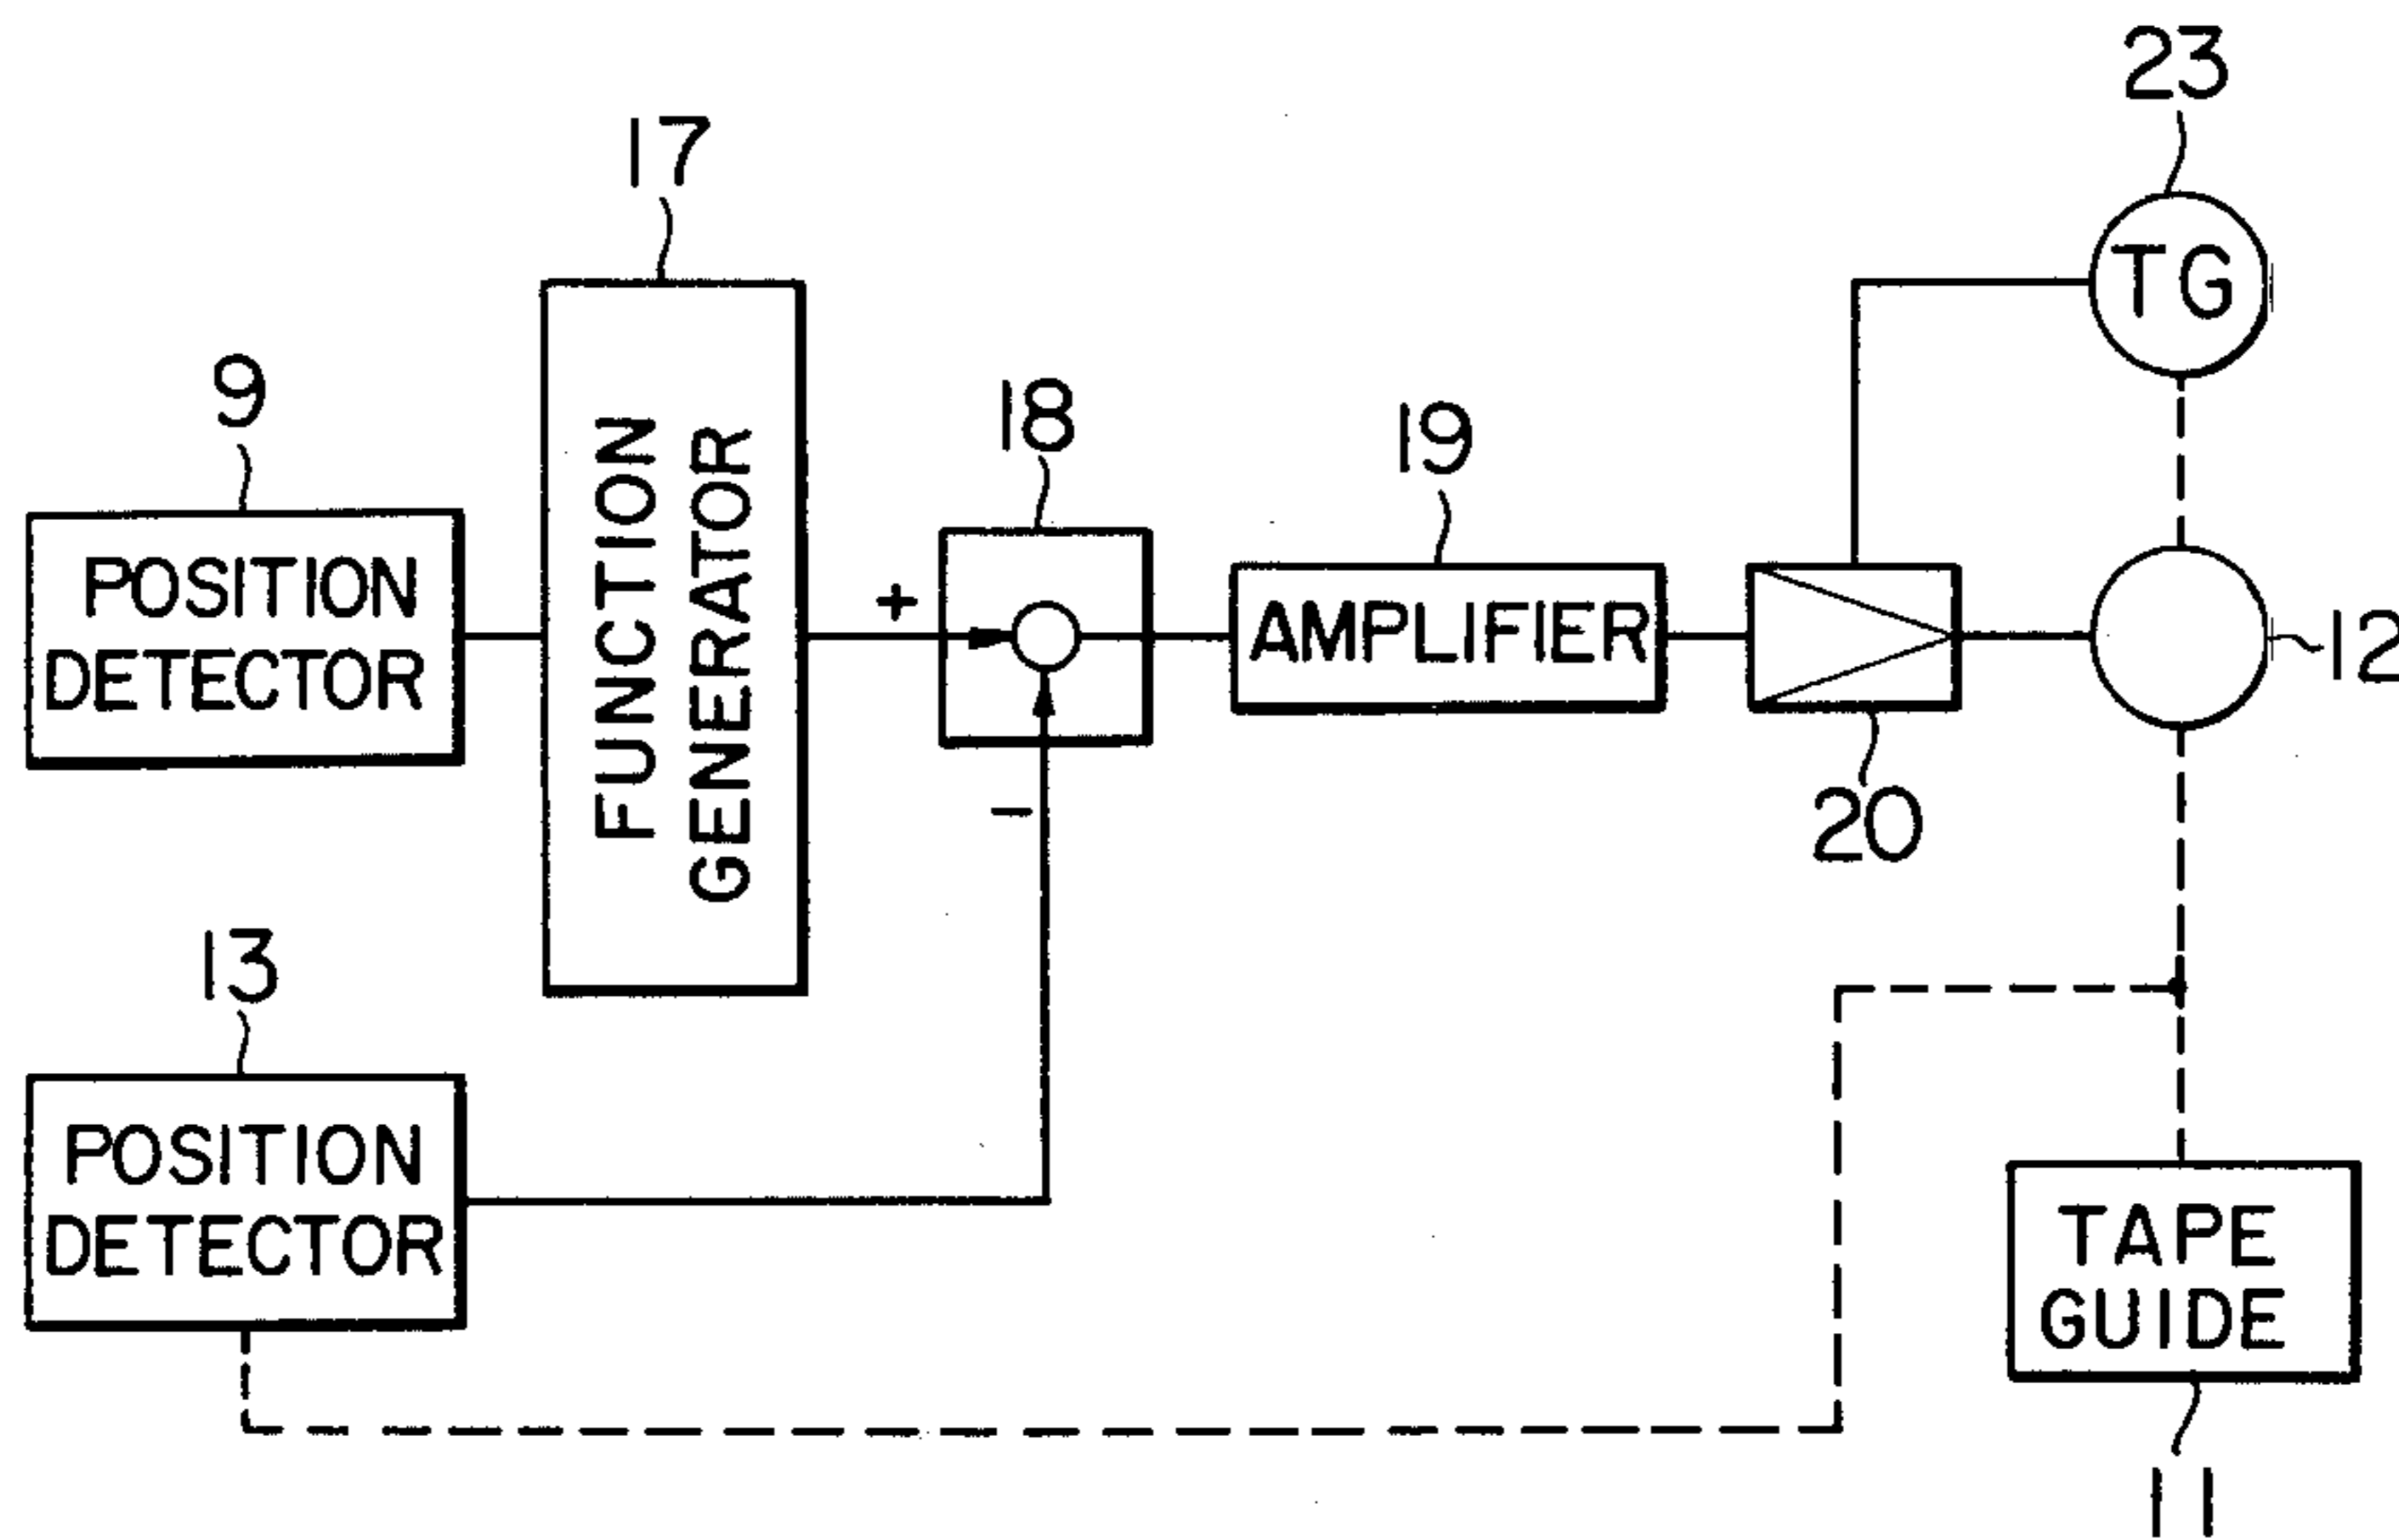 23
17
TG
9
18
19
+
POSITION
DETECTOR
FUNCTION
GENERATOR
AMPLIFIER
12
-
20
13
POSITION
DETECTOR
TAPE
GUIDE
11